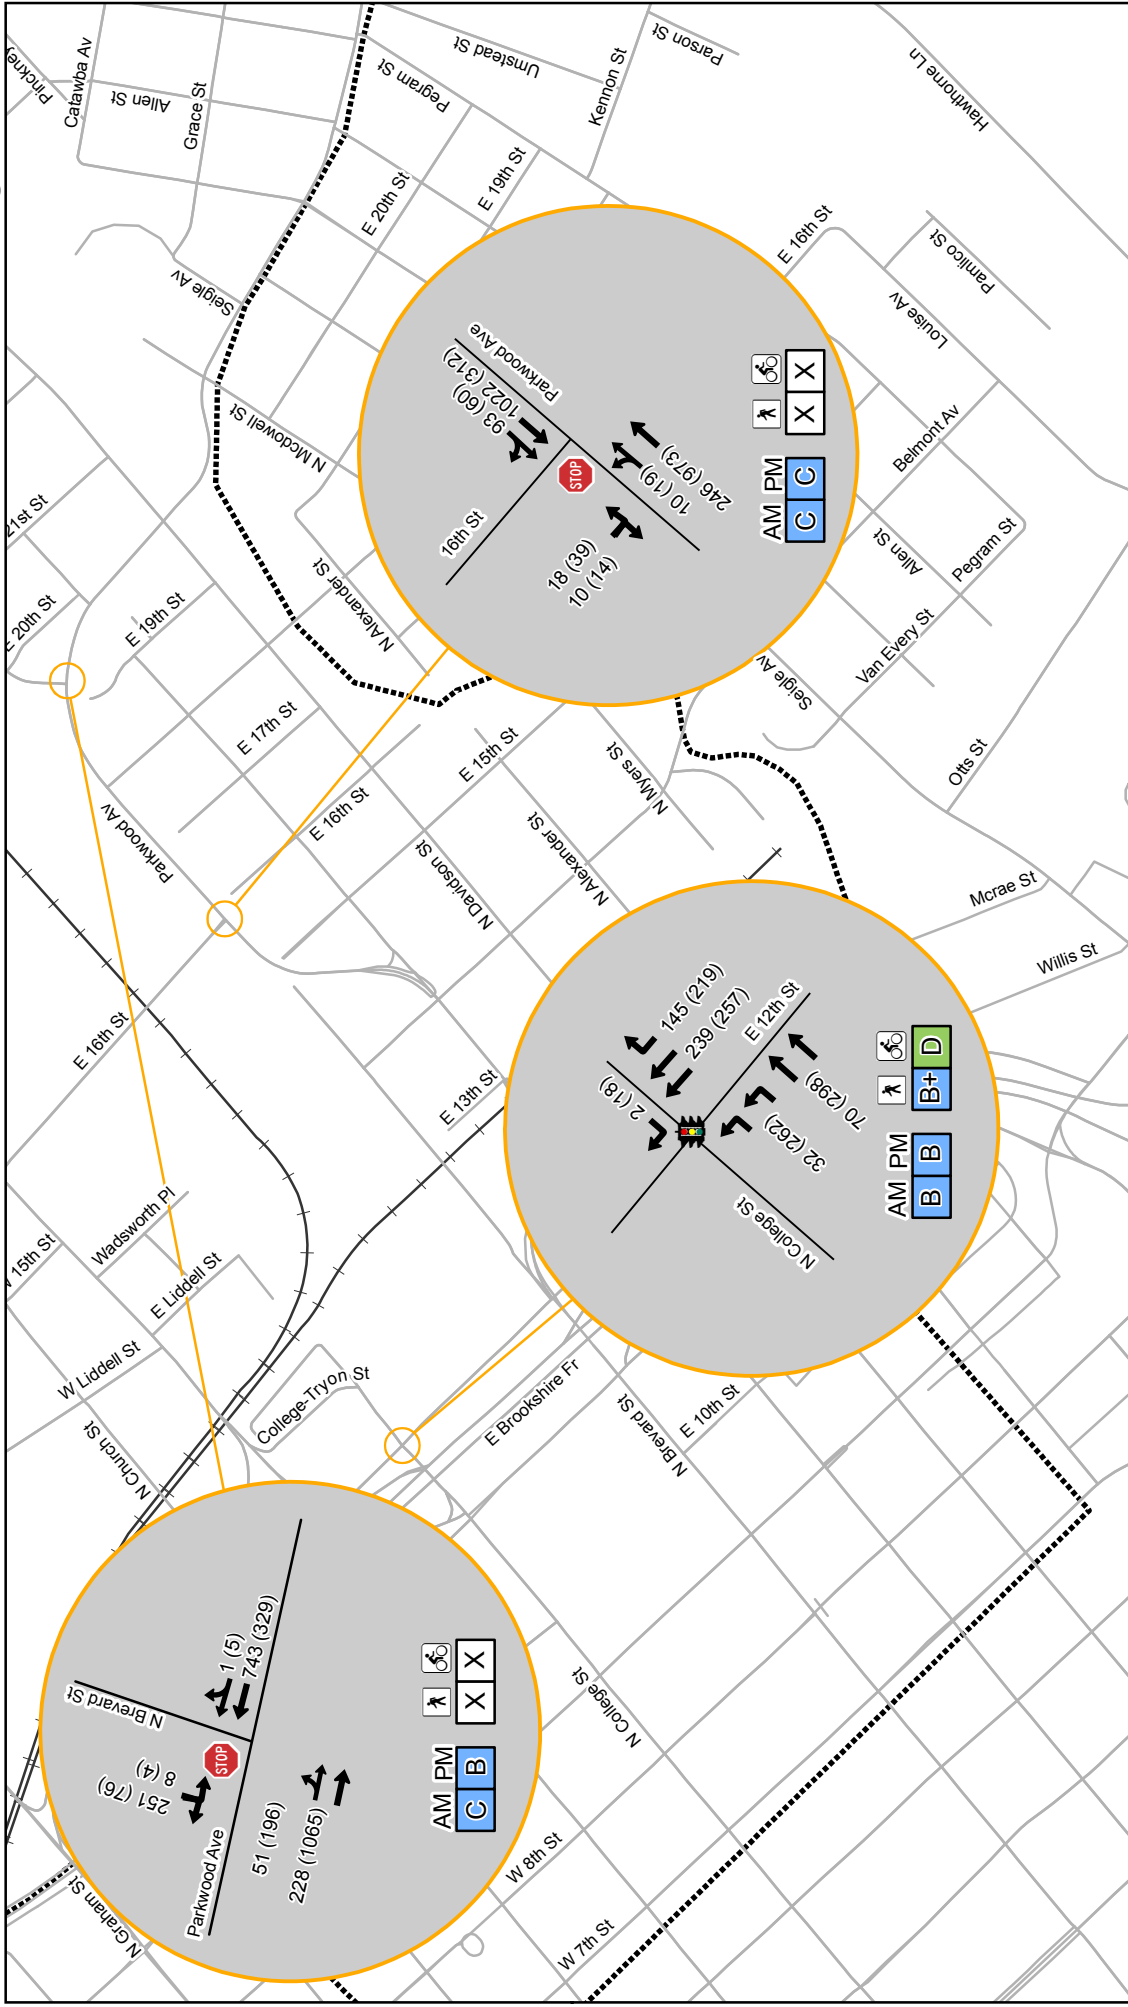 Pinckney
Catawba Av
Allen St
Grace St
Umstead St
Pegram St
Kennon St
Parson St
Hawthorne Ln
E 20th St
E 19th St
E 16th St
Pamlico St
Louise Av
Seigle Av
N Mcdowell St
21st St
E 20th St
E 19th St
N Alexander St
Belmont Av
Allen St
Pegram St
Van Every St
Seigle Av
Otts St
E 17th St
E 15th St
E 16th St
Parkwood Av
N Myers St
N Alexander St
N Davidson St
Mcrae St
Willis St
E 16th St
E 13th St
15th St
Wadsworth Pl
E Liddell St
W Liddell St
N Church St
College-Tryon St
E Brookshire Fr
N Brevard St
E 10th St
N College St
W 8th St
W 7th St
N Graham St
Parkwood Ave
16th St
STOP
93 (60)
1022 (312)
10 (19)
246 (973)
18 (39)
10 (14)
AM PM
C C
X X
E 12th St
N College St
2 (18)
145 (219)
239 (257)
32 (262)
70 (298)
AM PM
B B
B+ D
N Brevard St
Parkwood Ave
STOP
251 (76)
8 (4)
1 (5)
743 (329)
51 (196)
228 (1065)
AM PM
C B
X X